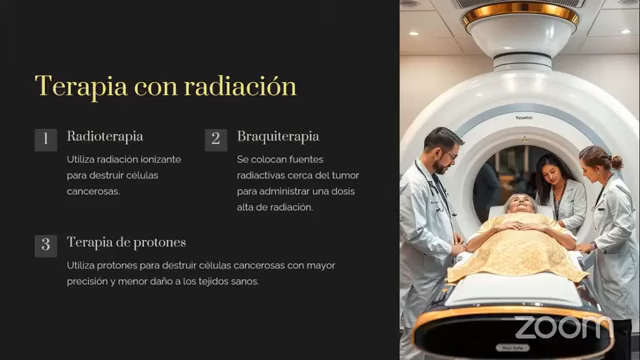 Terapia con radiación
1 Radioterapia
Utiliza radiación ionizante
para destruir células
cancerosas.
2 Braquiterapia
Se colocan fuentes
radiactivas cerca del tumor
para administrar una dosis
alta de radiación.
3 Terapia de protones
Utiliza protones para destruir células cancerosas con mayor
precisión y menor daño a los tejidos sanos.
zoom